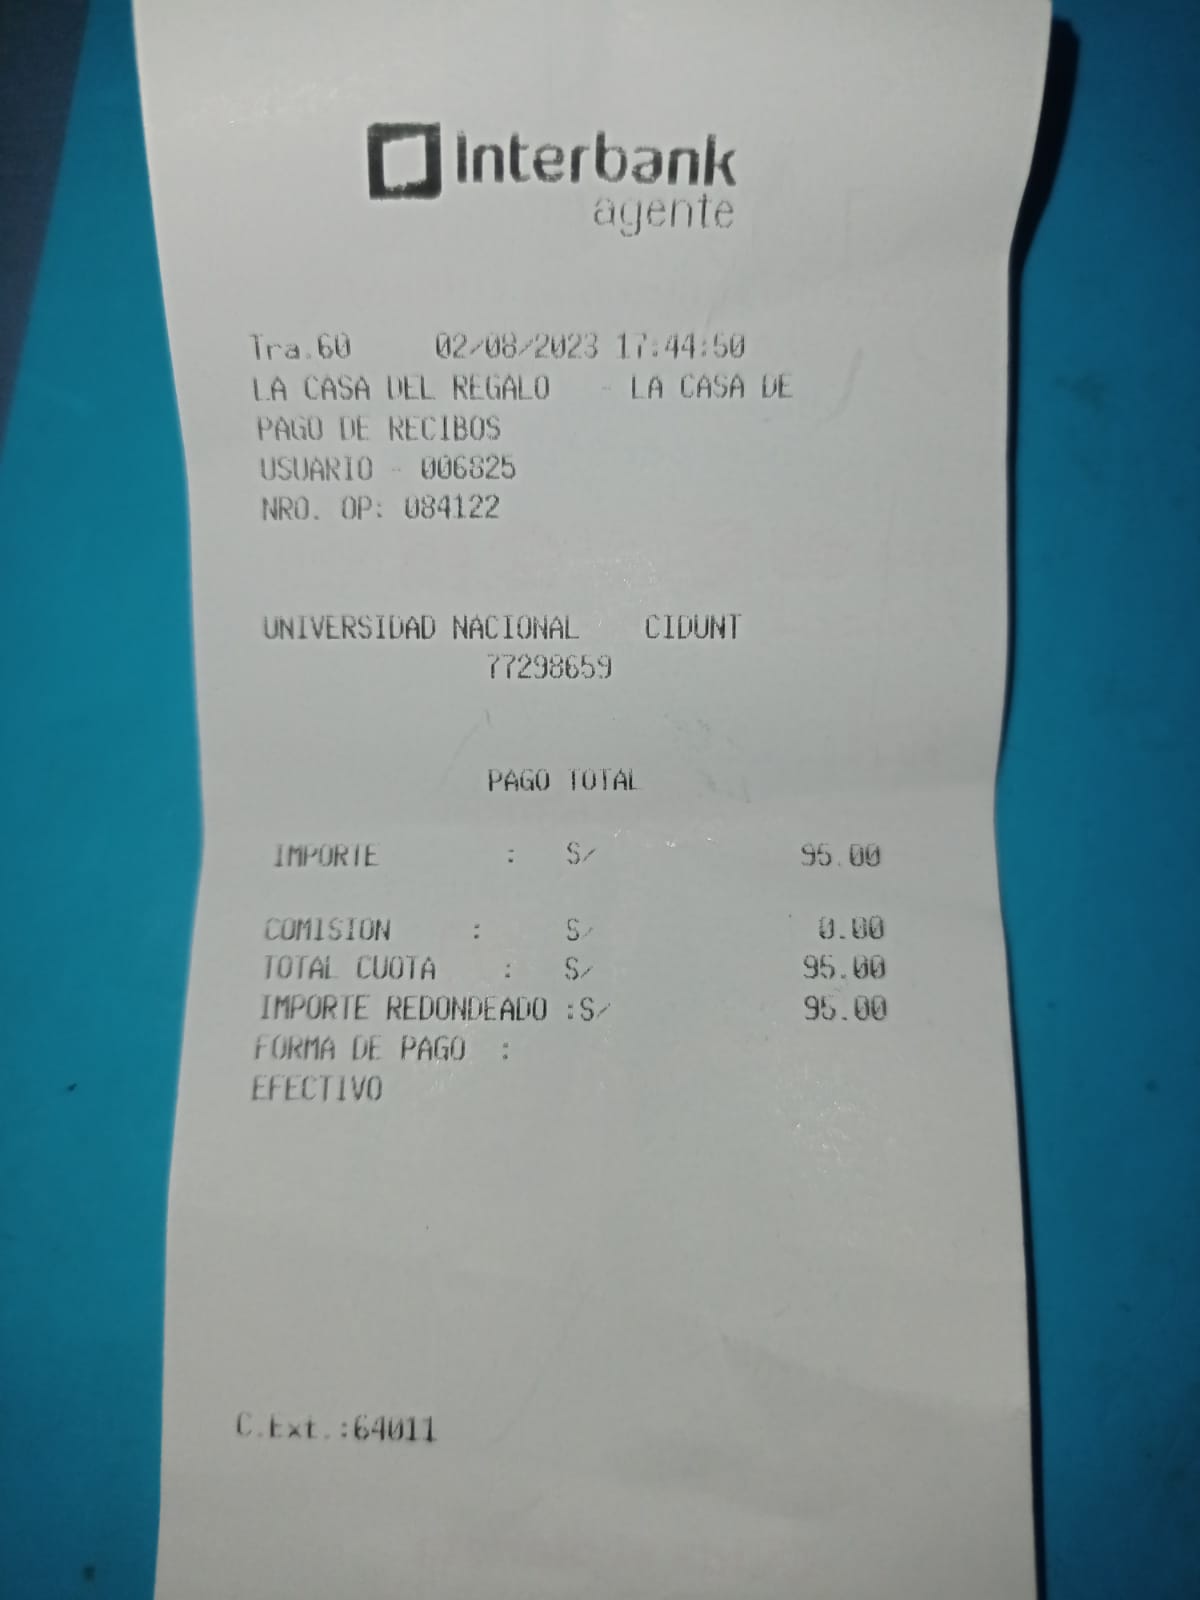 Interbank
agente
Tra.60 02/08/2023 17:44:50
LA CASA DEL REGALO - LA CASA DE
PAGO DE RECIBOS
USUARIO - 006825
NRO. OP: 084122
UNIVERSIDAD NACIONAL CIDUNT
77298659
PAGO TOTAL
IMPORTE : S/ 95.00
COMISION : S/ 0.00
TOTAL CUOTA : S/ 95.00
IMPORTE REDONDEADO :S/ 95.00
FORMA DE PAGO :
EFECTIVO
C.Ext.:64011